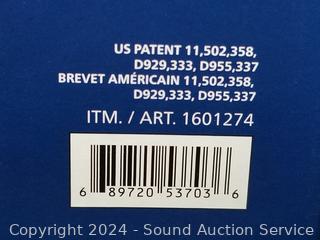 US PATENT 11,502,358,
D929,333, D955,337
BREVET AMÉRICAIN 11,502,358,
D929,333, D955,337
ITM. / ART. 1601274
6 89720 53703 6
Copyright 2024 - Sound Auction Service